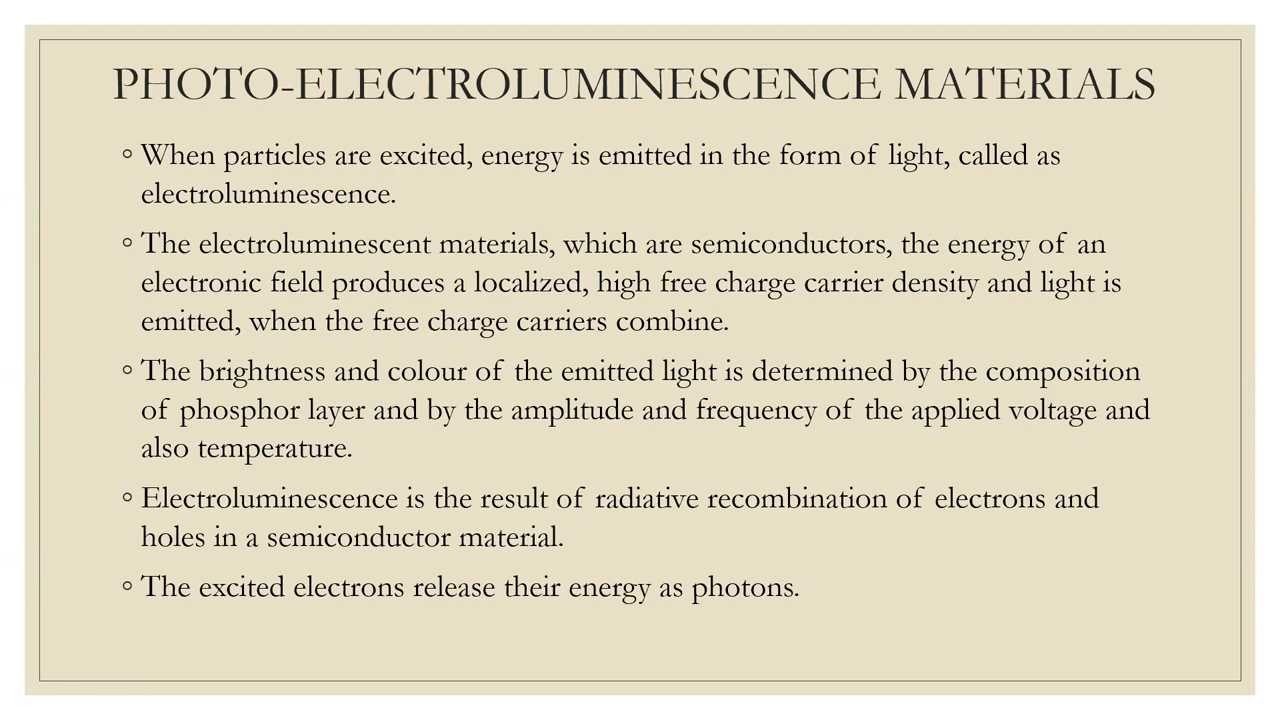 PHOTO-ELECTROLUMINESCENCE MATERIALS
◦ When particles are excited, energy is emitted in the form of light, called as
electroluminescence.
◦ The electroluminescent materials, which are semiconductors, the energy of an
electronic field produces a localized, high free charge carrier density and light is
emitted, when the free charge carriers combine.
◦ The brightness and colour of the emitted light is determined by the composition
of phosphor layer and by the amplitude and frequency of the applied voltage and
also temperature.
◦ Electroluminescence is the result of radiative recombination of electrons and
holes in a semiconductor material.
◦ The excited electrons release their energy as photons.